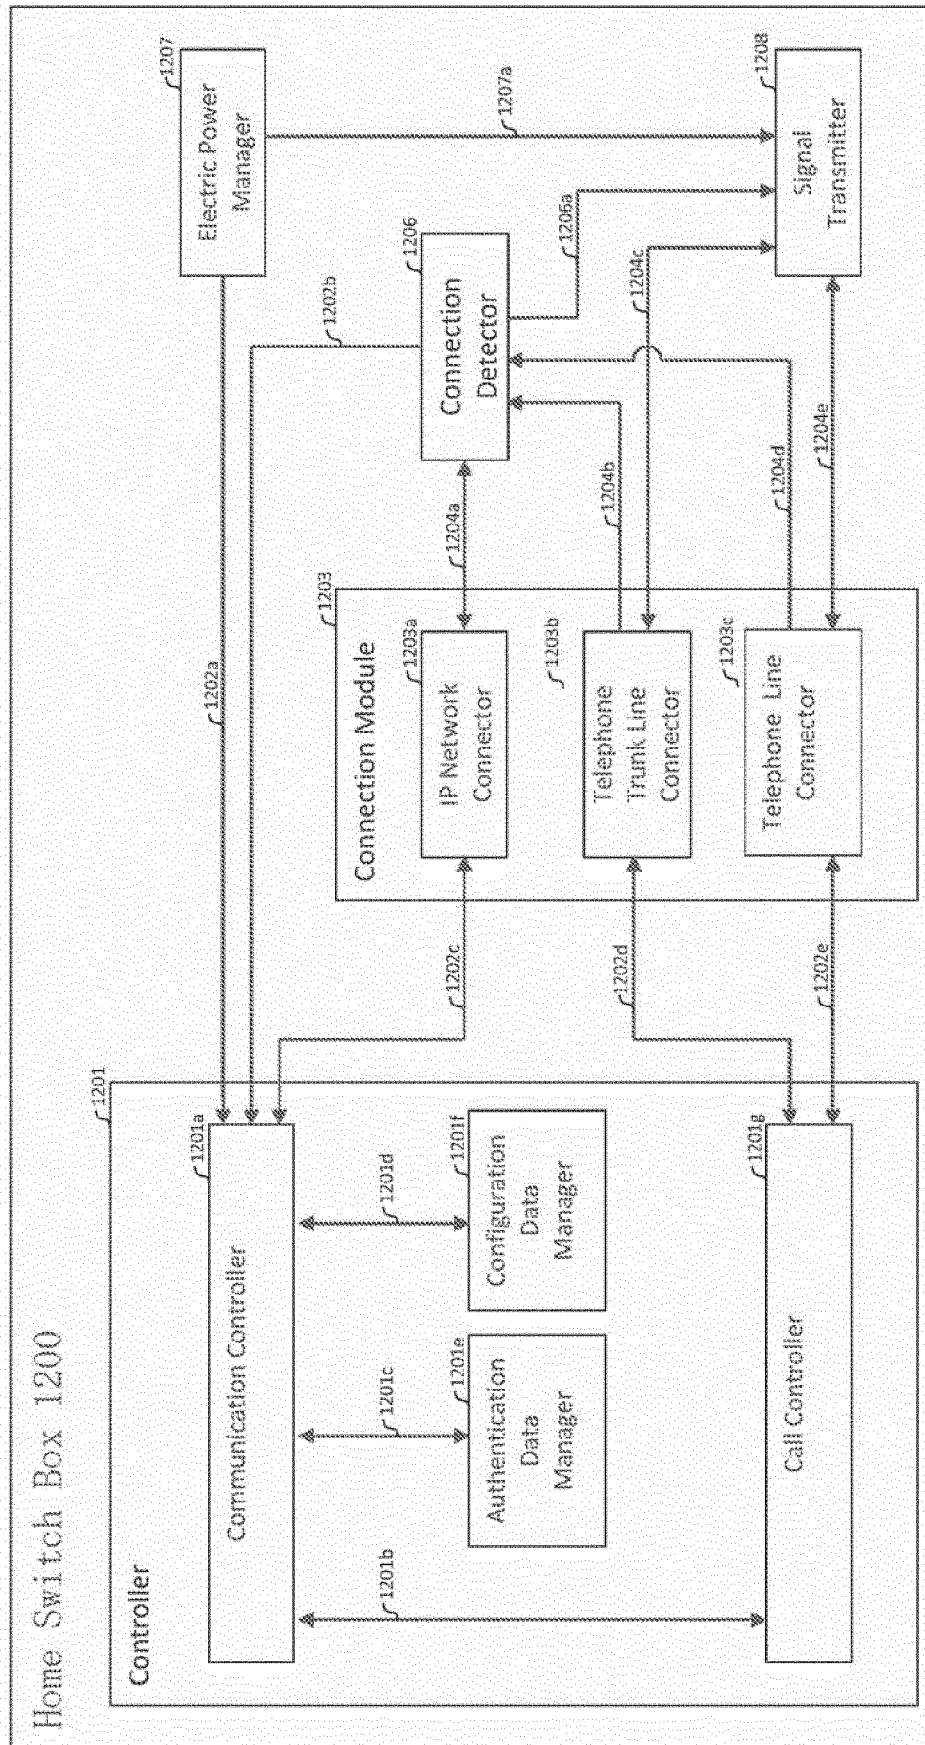 Home Switch Box 1200
Controller
1201
Communication Controller
1201a
1201b
1201c
1201d
Authentication
Data
Manager
1201e
Configuration
Data
Manager
1201f
Call Controller
1201g
1202a
1202b
1202c
1202d
1202e
Connection Module
1203
IP Network
Connector
1203a
Telephone
Trunk Line
Connector
1203b
Telephone Line
Connector
1203c
1204a
1204b
1204c
1204d
1204e
Connection
Detector
1206
1206a
Electric Power
Manager
1207
1207a
Signal
Transmitter
1208